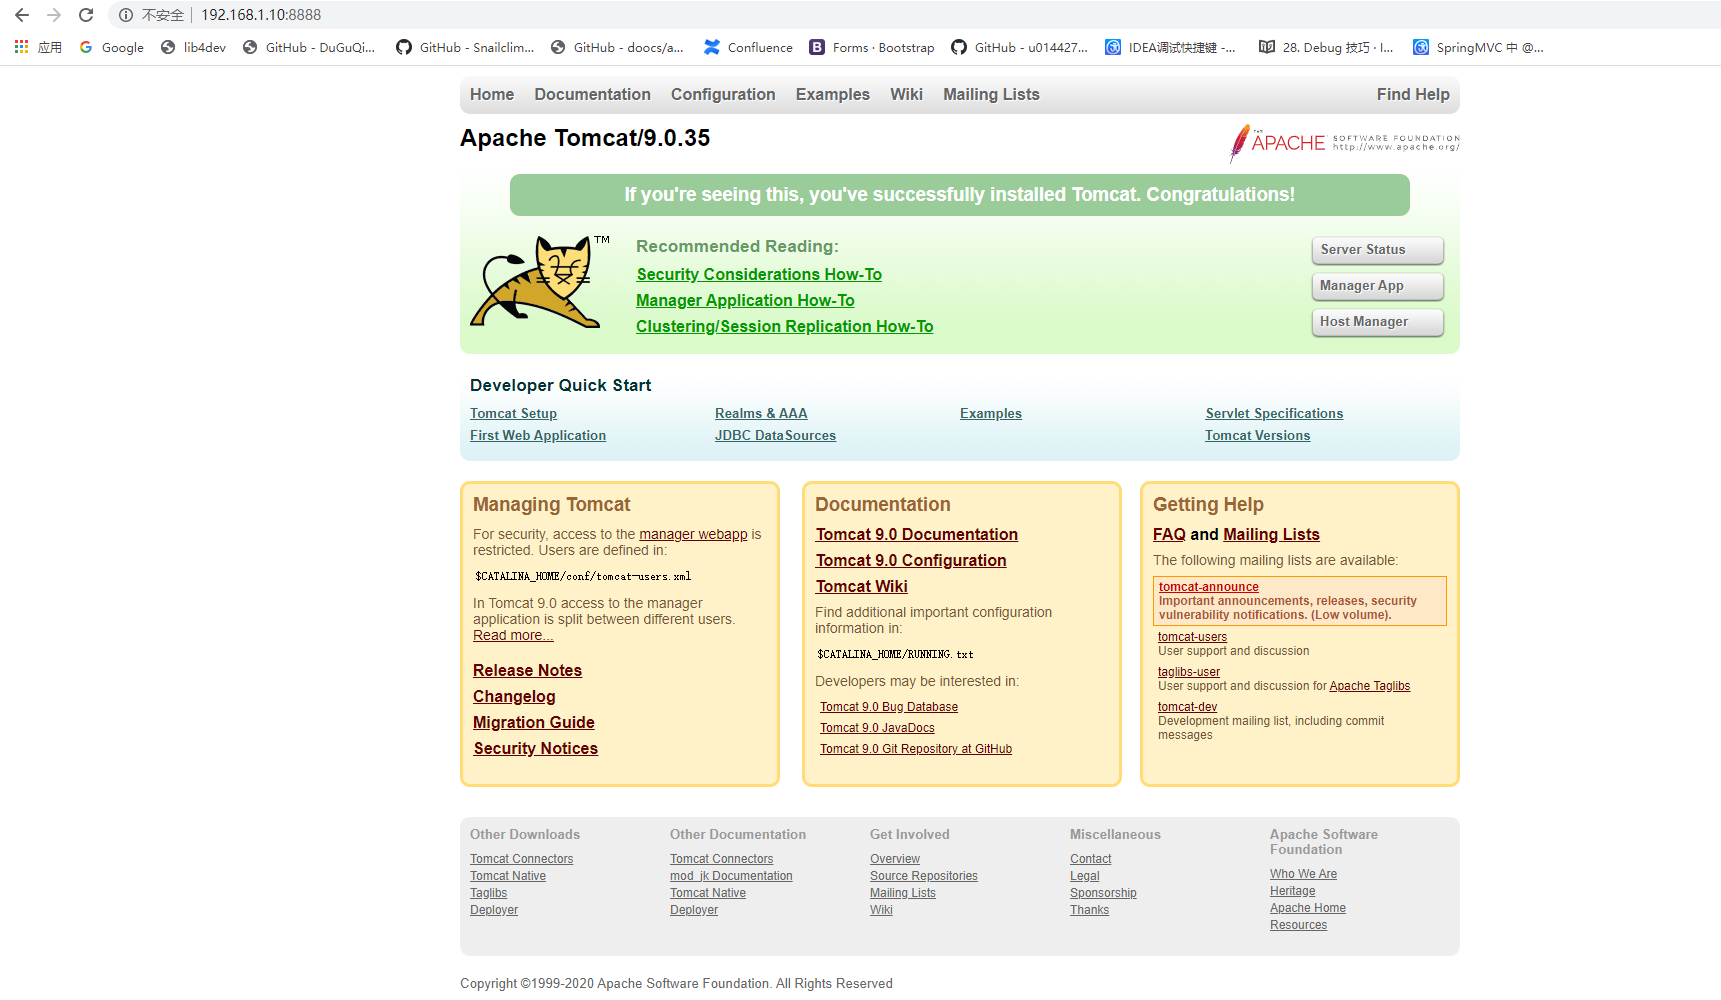 不安全 192.168.1.10:8888
应用 Google lib4dev GitHub - DuGuQi... GitHub - Snailclim... GitHub - doocs/a... Confluence Forms · Bootstrap GitHub - u014427... IDEA调试快捷键 -... 28. Debug 技巧 · I... SpringMVC 中 @...
Home Documentation Configuration Examples Wiki Mailing Lists Find Help
Apache Tomcat/9.0.35
THE APACHE SOFTWARE FOUNDATION
http://www.apache.org/
If you're seeing this, you've successfully installed Tomcat. Congratulations!
TM
Recommended Reading:
Security Considerations How-To
Manager Application How-To
Clustering/Session Replication How-To
Server Status
Manager App
Host Manager
Developer Quick Start
Tomcat Setup
First Web Application
Realms & AAA
JDBC DataSources
Examples
Servlet Specifications
Tomcat Versions
Managing Tomcat
For security, access to the manager webapp is
restricted. Users are defined in:
$CATALINA_HOME/conf/tomcat-users.xml
In Tomcat 9.0 access to the manager
application is split between different users.
Read more...
Release Notes
Changelog
Migration Guide
Security Notices
Documentation
Tomcat 9.0 Documentation
Tomcat 9.0 Configuration
Tomcat Wiki
Find additional important configuration
information in:
$CATALINA_HOME/RUNNING.txt
Developers may be interested in:
Tomcat 9.0 Bug Database
Tomcat 9.0 JavaDocs
Tomcat 9.0 Git Repository at GitHub
Getting Help
FAQ and Mailing Lists
The following mailing lists are available:
tomcat-announce
Important announcements, releases, security
vulnerability notifications. (Low volume).
tomcat-users
User support and discussion
taglibs-user
User support and discussion for Apache Taglibs
tomcat-dev
Development mailing list, including commit
messages
Other Downloads
Tomcat Connectors
Tomcat Native
Taglibs
Deployer
Other Documentation
Tomcat Connectors
mod_jk Documentation
Tomcat Native
Deployer
Get Involved
Overview
Source Repositories
Mailing Lists
Wiki
Miscellaneous
Contact
Legal
Sponsorship
Thanks
Apache Software
Foundation
Who We Are
Heritage
Apache Home
Resources
Copyright ©1999-2020 Apache Software Foundation. All Rights Reserved